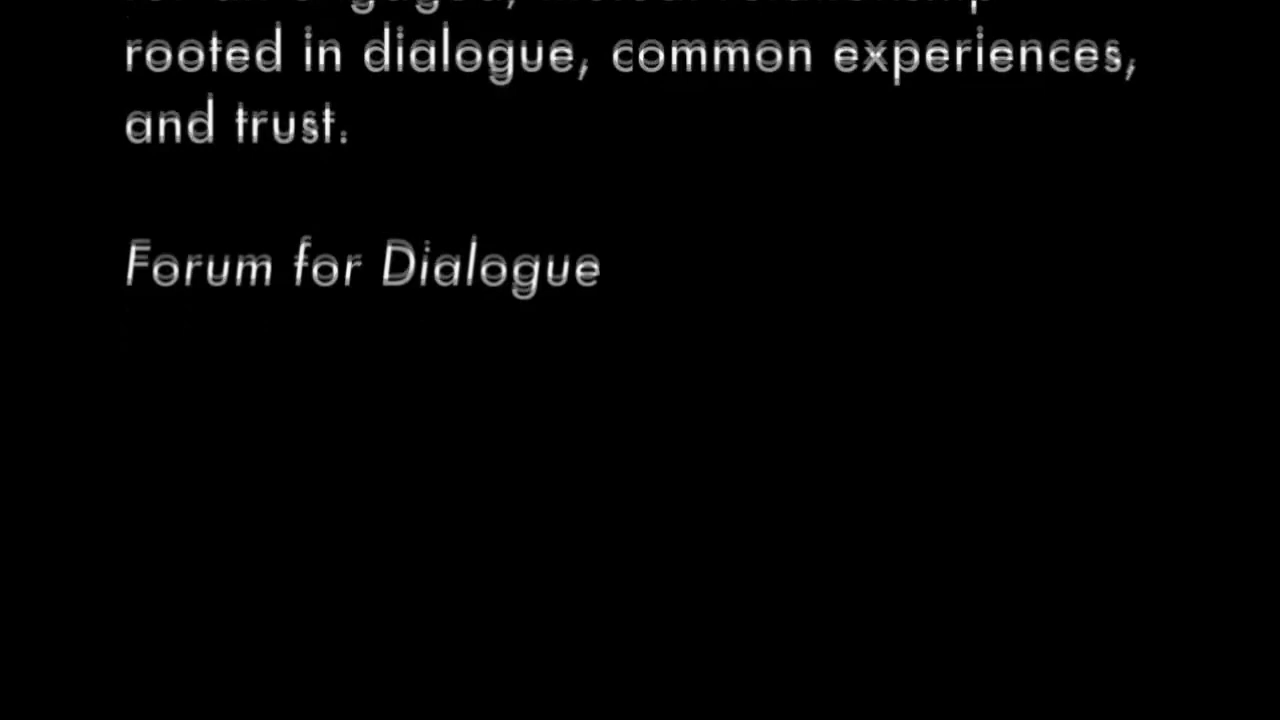 rooted in dialogue, common experiences,
and trust.
Forum for Dialogue